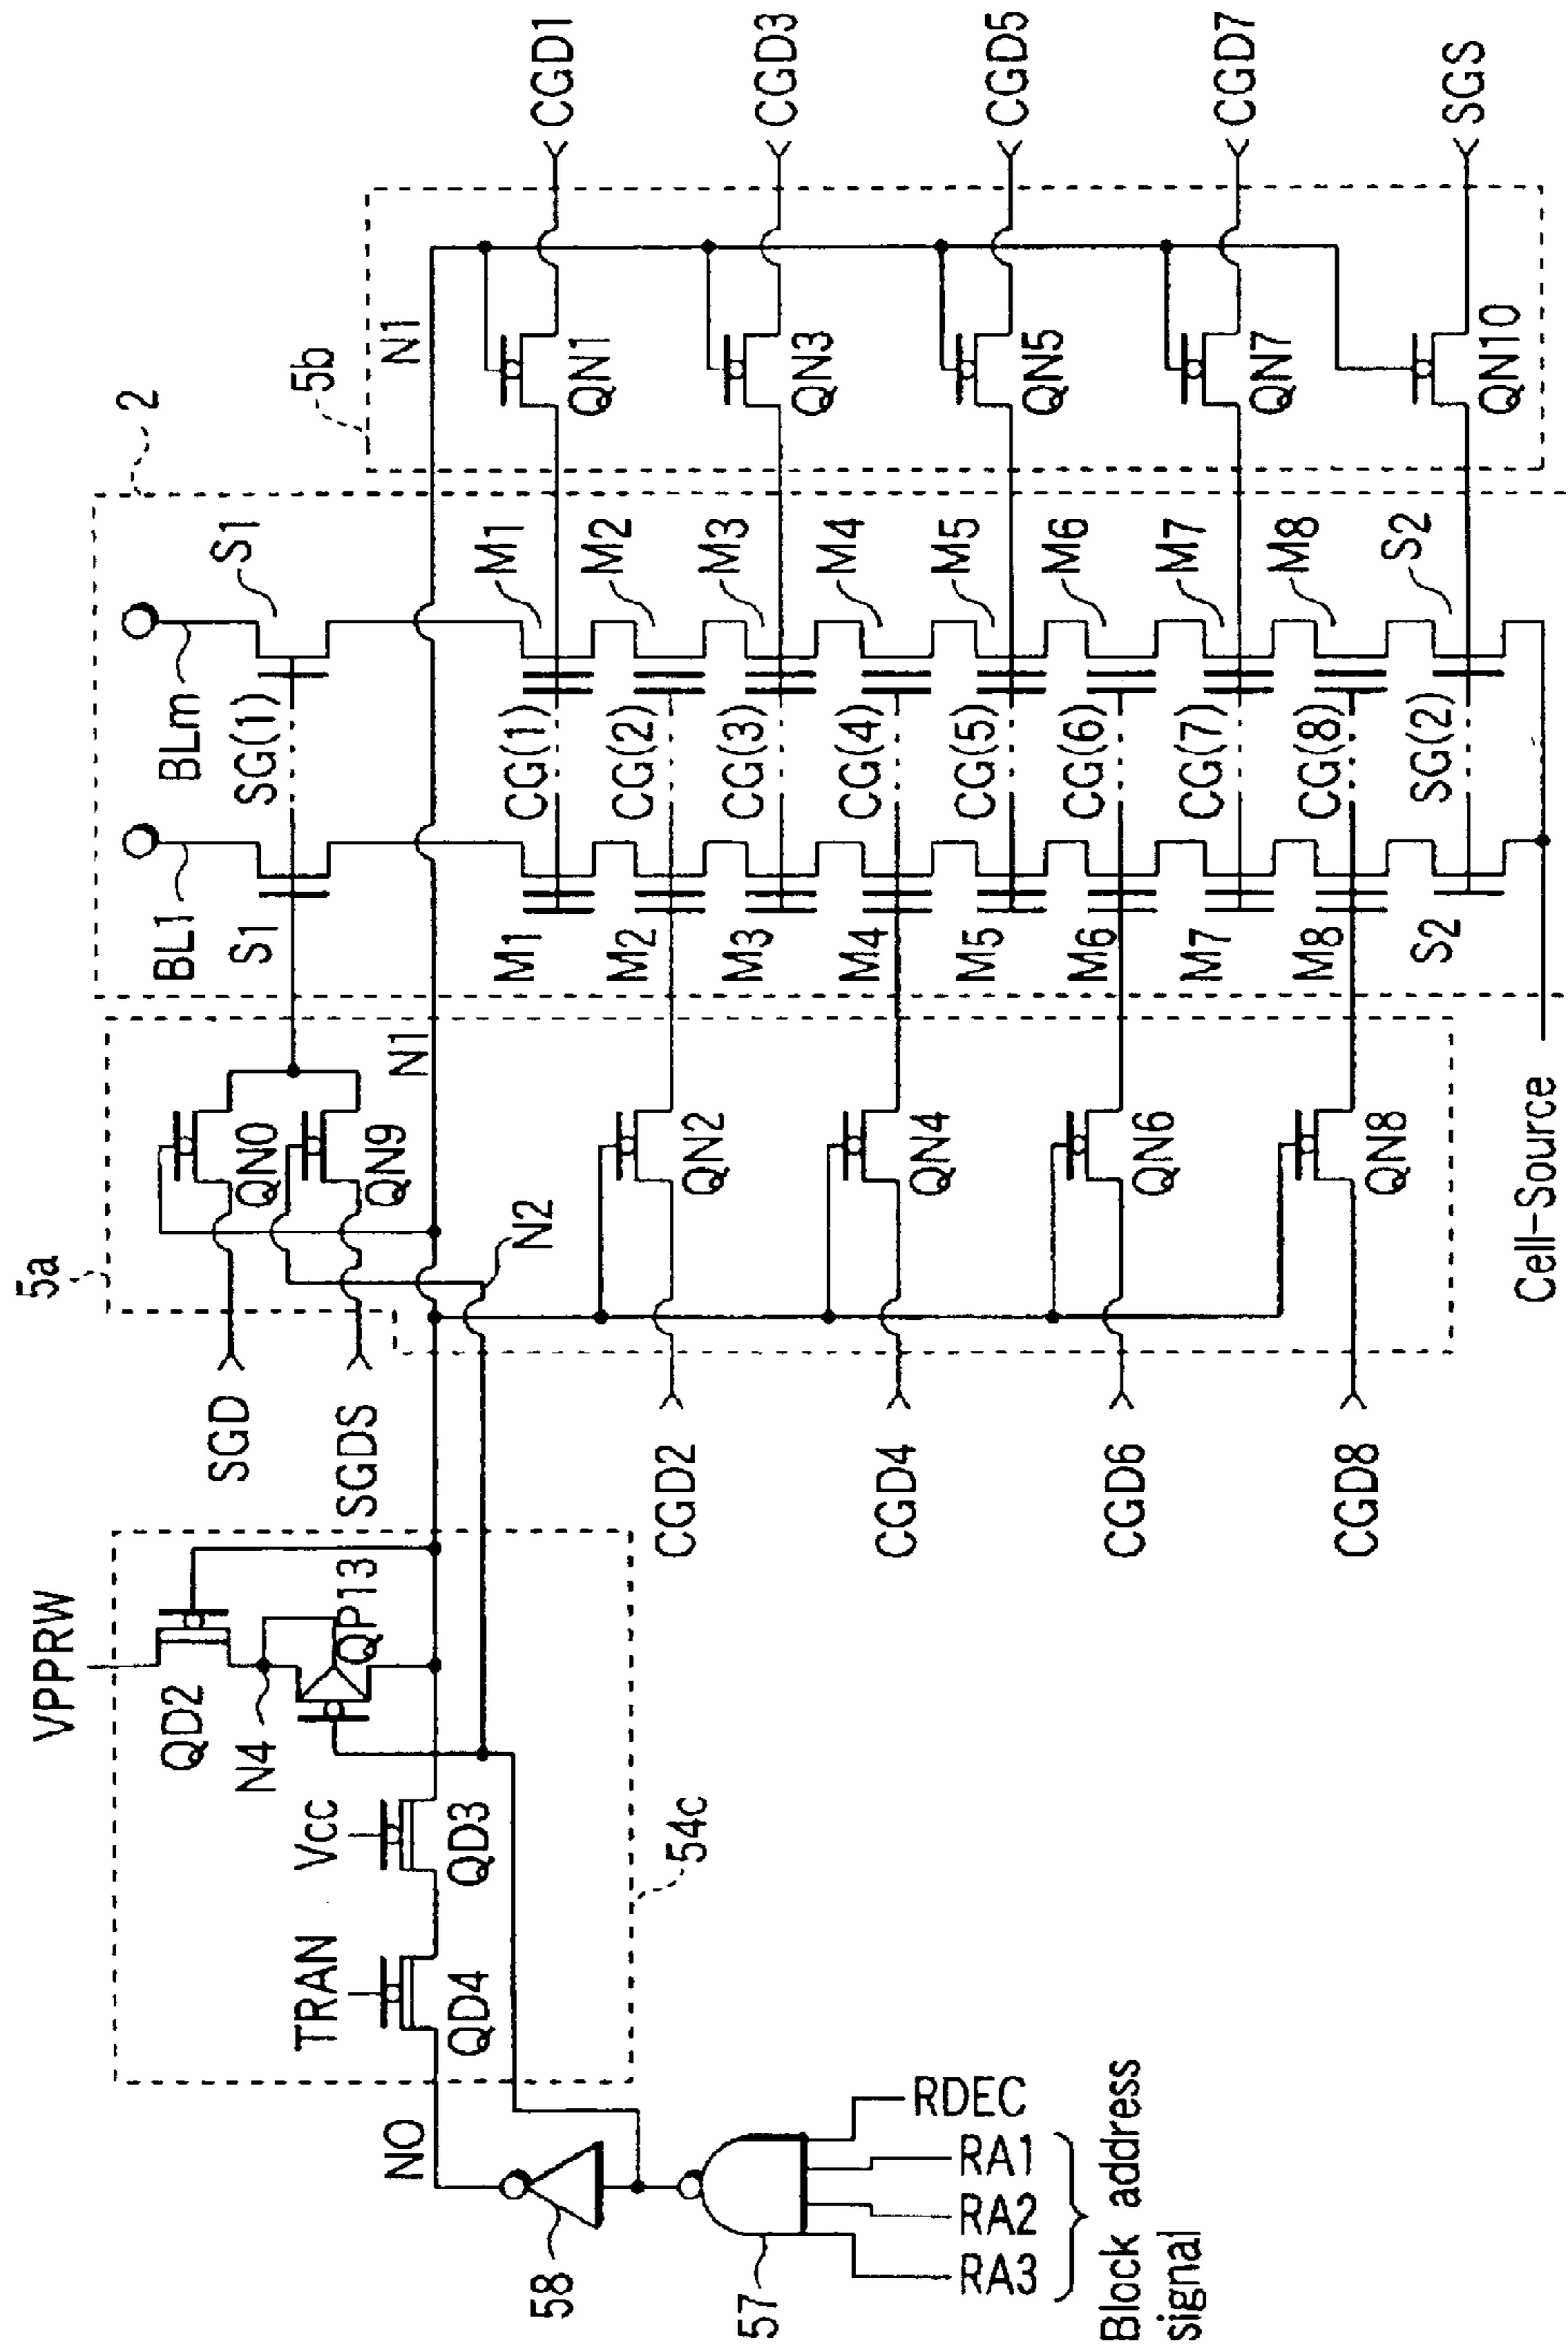 VPPRW
QD2
N4
QP13
TRAN
Vcc
QD4
QD3
54c
NO
58
57
RDEC
RA1
RA2
RA3
Block address
signal
5a
SGD
SGDS
QN0
QN9
N1
N2
CGD2
QN2
CGD4
QN4
CGD6
QN6
CGD8
QN8
Cell-Source
2
BL1
BLm
S1
SG(1)
S1
M1
CG(1)
M1
M2
CG(2)
M2
M3
CG(3)
M3
M4
CG(4)
M4
M5
CG(5)
M5
M6
CG(6)
M6
M7
CG(7)
M7
M8
CG(8)
M8
S2
SG(2)
S2
5b
N1
QN1
CGD1
QN3
CGD3
QN5
CGD5
QN7
CGD7
QN10
SGS